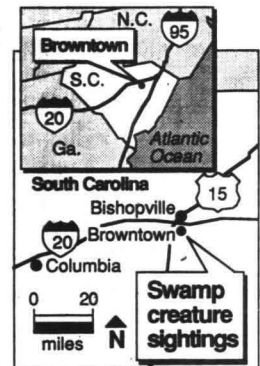 N.C.
95
Browntown
S.C.
20
Ga.
Atlantic
Ocean
South Carolina
15
Bishopville
Browntown
20
Columbia
0 20
miles
N
Swamp
creature
sightings